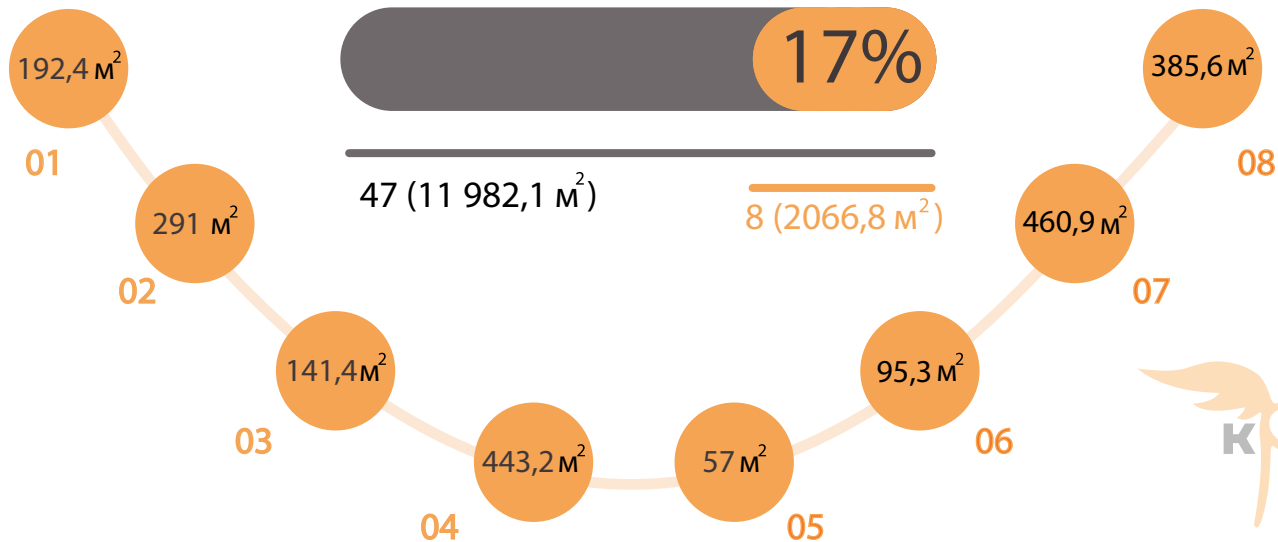 17%
47 (11 982,1 м²)
8 (2066,8 м²)
192,4 м²
01
291 м²
02
141,4 м²
03
443,2 м²
04
57 м²
05
95,3 м²
06
460,9 м²
07
385,6 м²
08
К